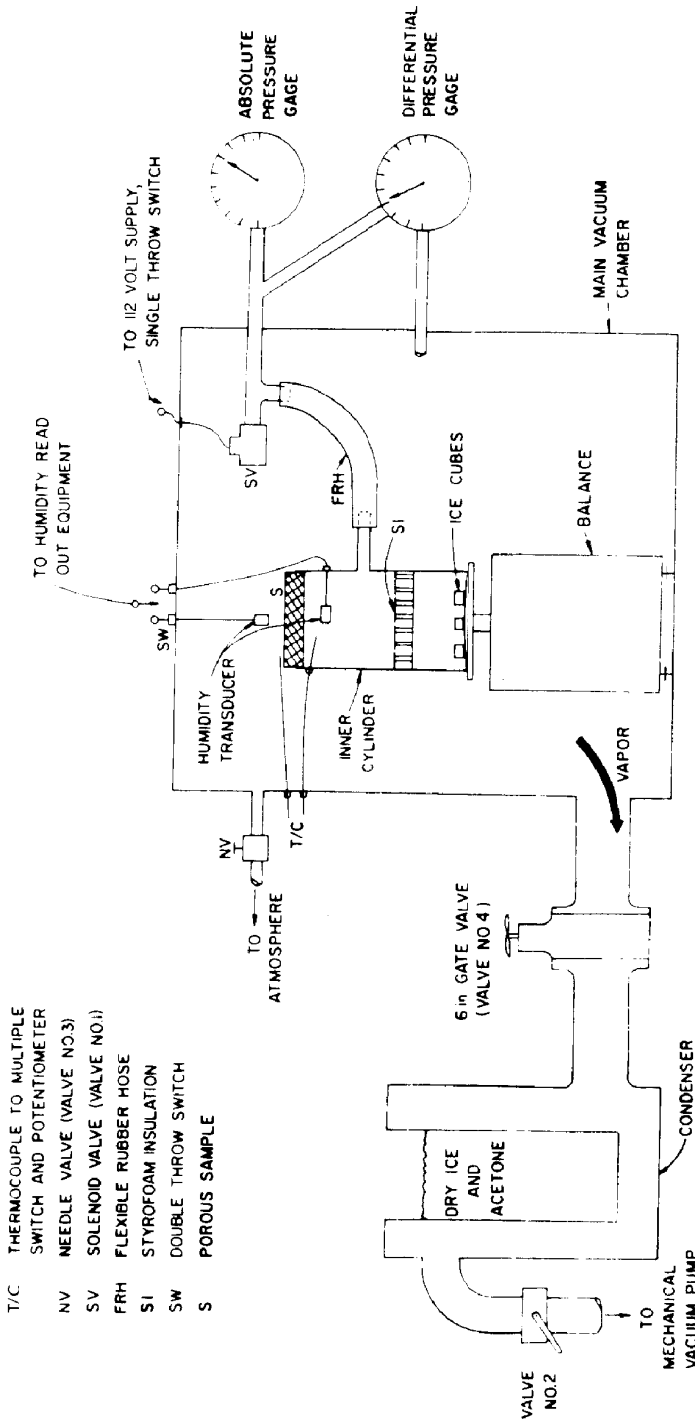 T/C THERMOCOUPLE TO MULTIPLE
SWITCH AND POTENTIOMETER
NV NEEDLE VALVE (VALVE NO.3)
SV SOLENOID VALVE (VALVE NO.1)
FRH FLEXIBLE RUBBER HOSE
SI STYROFOAM INSULATION
SW DOUBLE THROW SWITCH
S POROUS SAMPLE
TO HUMIDITY READ
OUT EQUIPMENT
TO 112 VOLT SUPPLY,
SINGLE THROW SWITCH
ABSOLUTE
PRESSURE
GAGE
DIFFERENTIAL
PRESSURE
GAGE
SW
SV
NV
TO
ATMOSPHERE
T/C
HUMIDITY
TRANSDUCER
S
FRH
INNER
CYLINDER
SI
ICE CUBES
BALANCE
MAIN VACUUM
CHAMBER
VAPOR
6 in GATE VALVE
(VALVE NO 4)
DRY ICE
AND
ACETONE
CONDENSER
VALVE
NO.2
TO
MECHANICAL
VACUUM PUMP